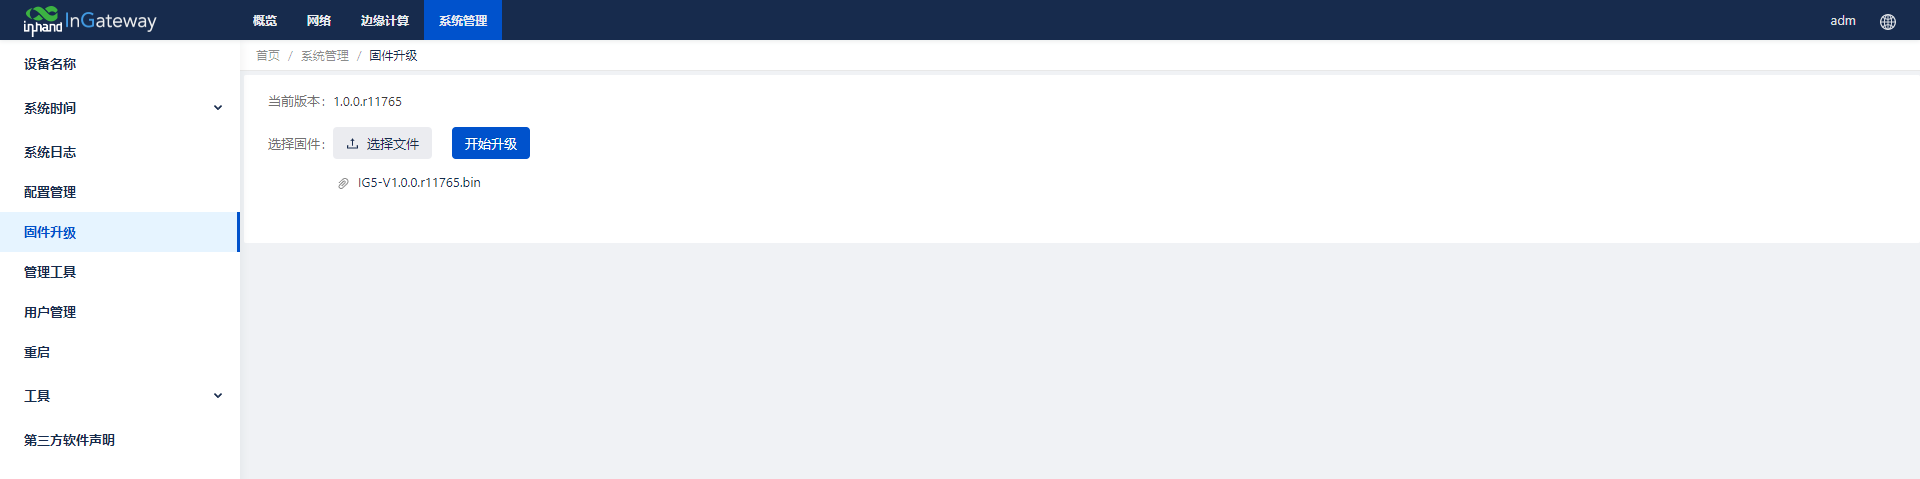 inhand InGateway 概览 网络 边缘计算 系统管理 adm
首页 / 系统管理 / 固件升级
设备名称
系统时间
系统日志
配置管理
固件升级
管理工具
用户管理
重启
工具
第三方软件声明
当前版本: 1.0.0.r11765
选择固件: 选择文件 开始升级
IG5-V1.0.0.r11765.bin